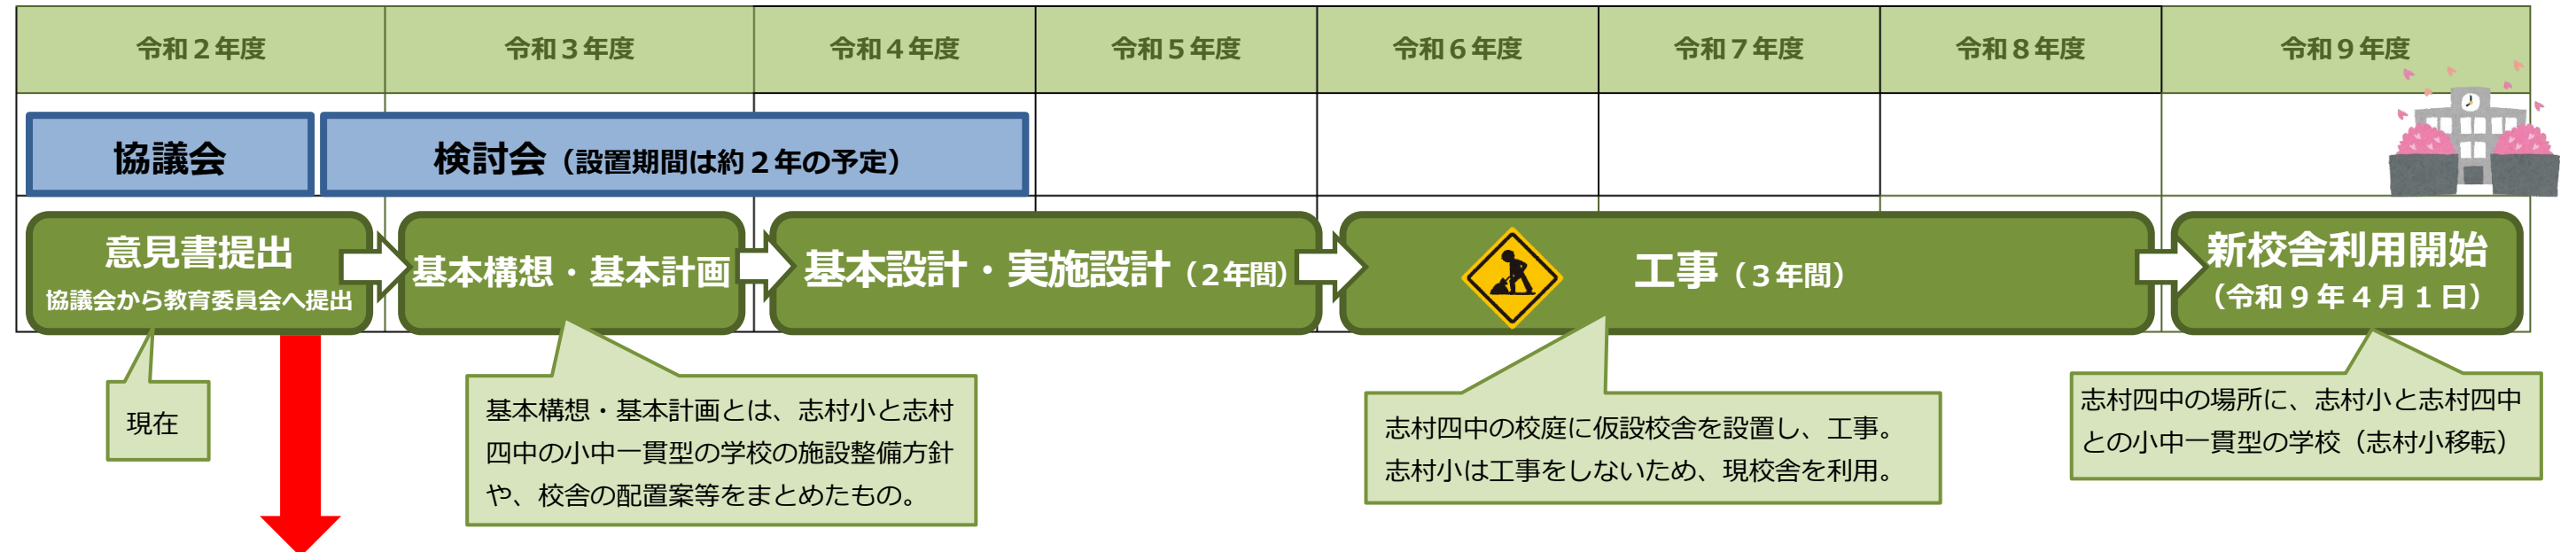 令和２年度 令和３年度 令和４年度 令和５年度 令和６年度 令和７年度 令和８年度 令和９年度
協議会
検討会（設置期間は約２年の予定）
意見書提出
協議会から教育委員会へ提出
基本構想・基本計画
基本設計・実施設計（２年間）
工事（３年間）
新校舎利用開始
（令和９年４月１日）
現在
基本構想・基本計画とは、志村小と志村
四中の小中一貫型の学校の施設整備方針
や、校舎の配置案等をまとめたもの。
志村四中の校庭に仮設校舎を設置し、工事。
志村小は工事をしないため、現校舎を利用。
志村四中の場所に、志村小と志村四中
との小中一貫型の学校（志村小移転）